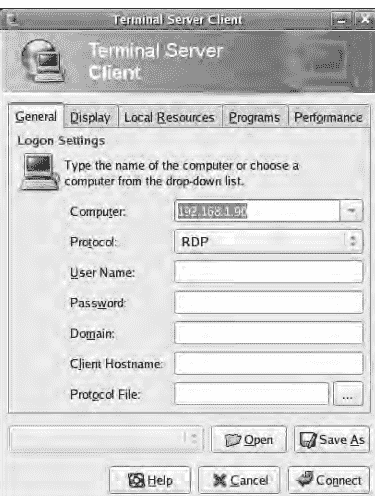 Terminal Server Client
Terminal Server
Client
General Display Local Resources Programs Performance
Logon Settings
Type the name of the computer or choose a
computer from the drop-down list.
Computer: 192.168.1.90
Protocol: RDP
User Name:
Password:
Domain:
Client Hostname:
Protocol File: ...
Open Save As
Help Cancel Connect